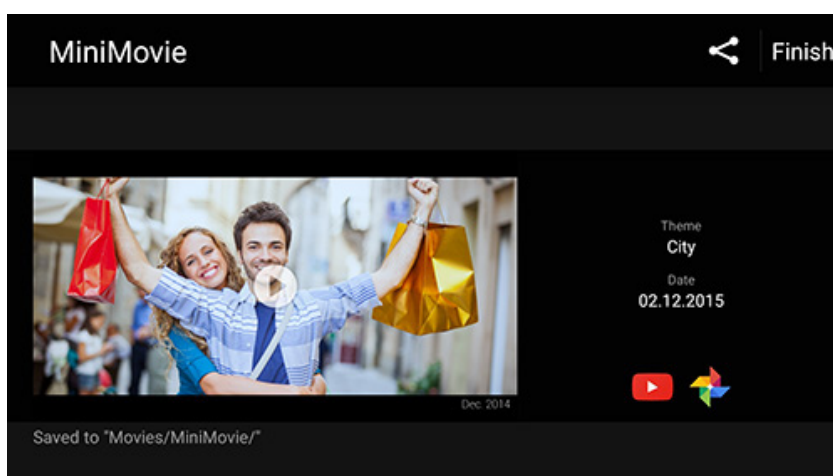 MiniMovie
Finish
Theme
City
Date
02.12.2015
Dec. 2014
Saved to "Movies/MiniMovie/"